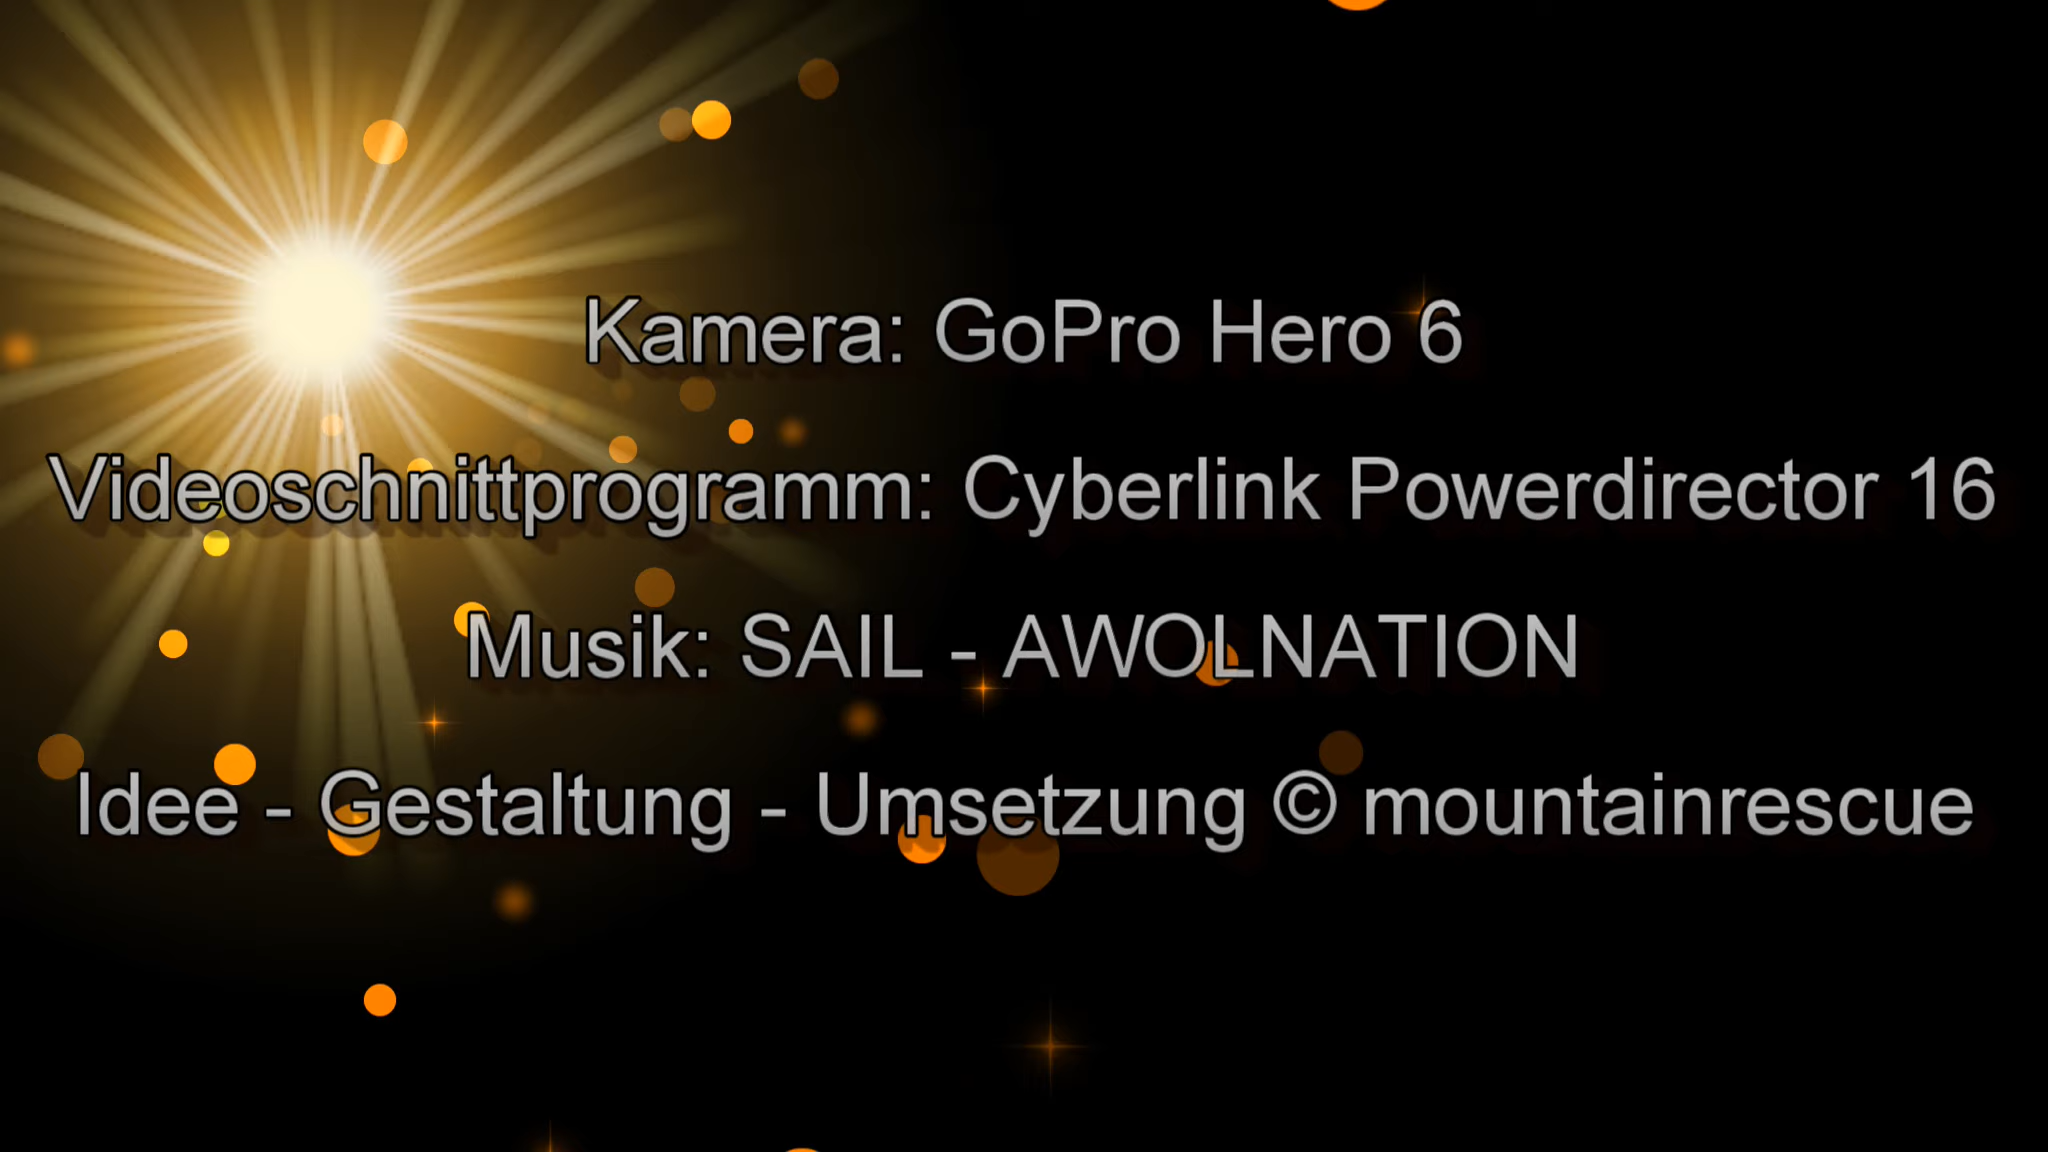 Kamera: GoPro Hero 6
Videoschnittprogramm: Cyberlink Powerdirector 16
Musik: SAIL - AWOLNATION
Idee - Gestaltung - Umsetzung © mountainrescue